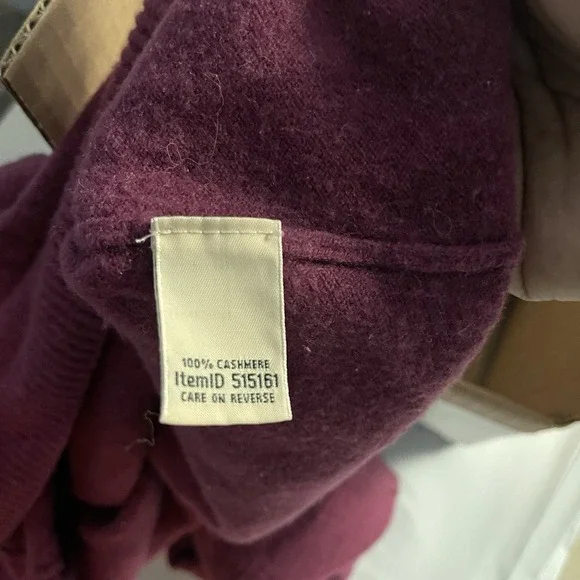 100% CASHMERE
ItemID 515161
CARE ON REVERSE